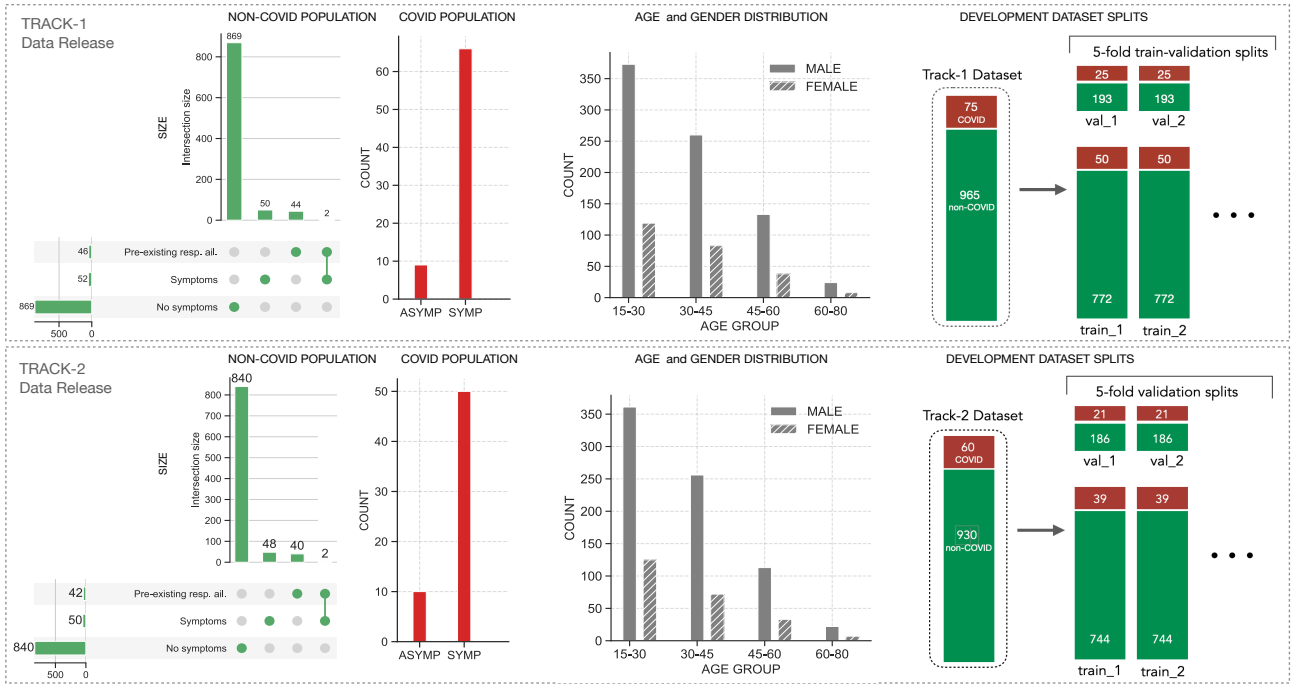 TRACK-1
Data Release
NON-COVID POPULATION
COVID POPULATION
AGE and GENDER DISTRIBUTION
DEVELOPMENT DATASET SPLITS
SIZE
Intersection size
800
600
400
200
0
869
50
44
2
46
52
869
500
0
Pre-existing resp. ail.
Symptoms
No symptoms
COUNT
60
50
40
30
20
10
0
ASYMP
SYMP
COUNT
350
300
250
200
150
100
50
0
MALE
FEMALE
15-30
30-45
45-60
60-80
AGE GROUP
Track-1 Dataset
75
COVID
965
non-COVID
5-fold train-validation splits
25
25
193
193
val_1
val_2
50
50
772
772
train_1
train_2
TRACK-2
Data Release
NON-COVID POPULATION
COVID POPULATION
AGE and GENDER DISTRIBUTION
DEVELOPMENT DATASET SPLITS
SIZE
Intersection size
800
700
600
500
400
300
200
100
0
840
48
40
2
42
50
840
500
0
Pre-existing resp. ail.
Symptoms
No symptoms
COUNT
50
40
30
20
10
0
ASYMP
SYMP
COUNT
350
300
250
200
150
100
50
0
MALE
FEMALE
15-30
30-45
45-60
60-80
AGE GROUP
Track-2 Dataset
60
COVID
930
non-COVID
5-fold validation splits
21
21
186
186
val_1
val_2
39
39
744
744
train_1
train_2